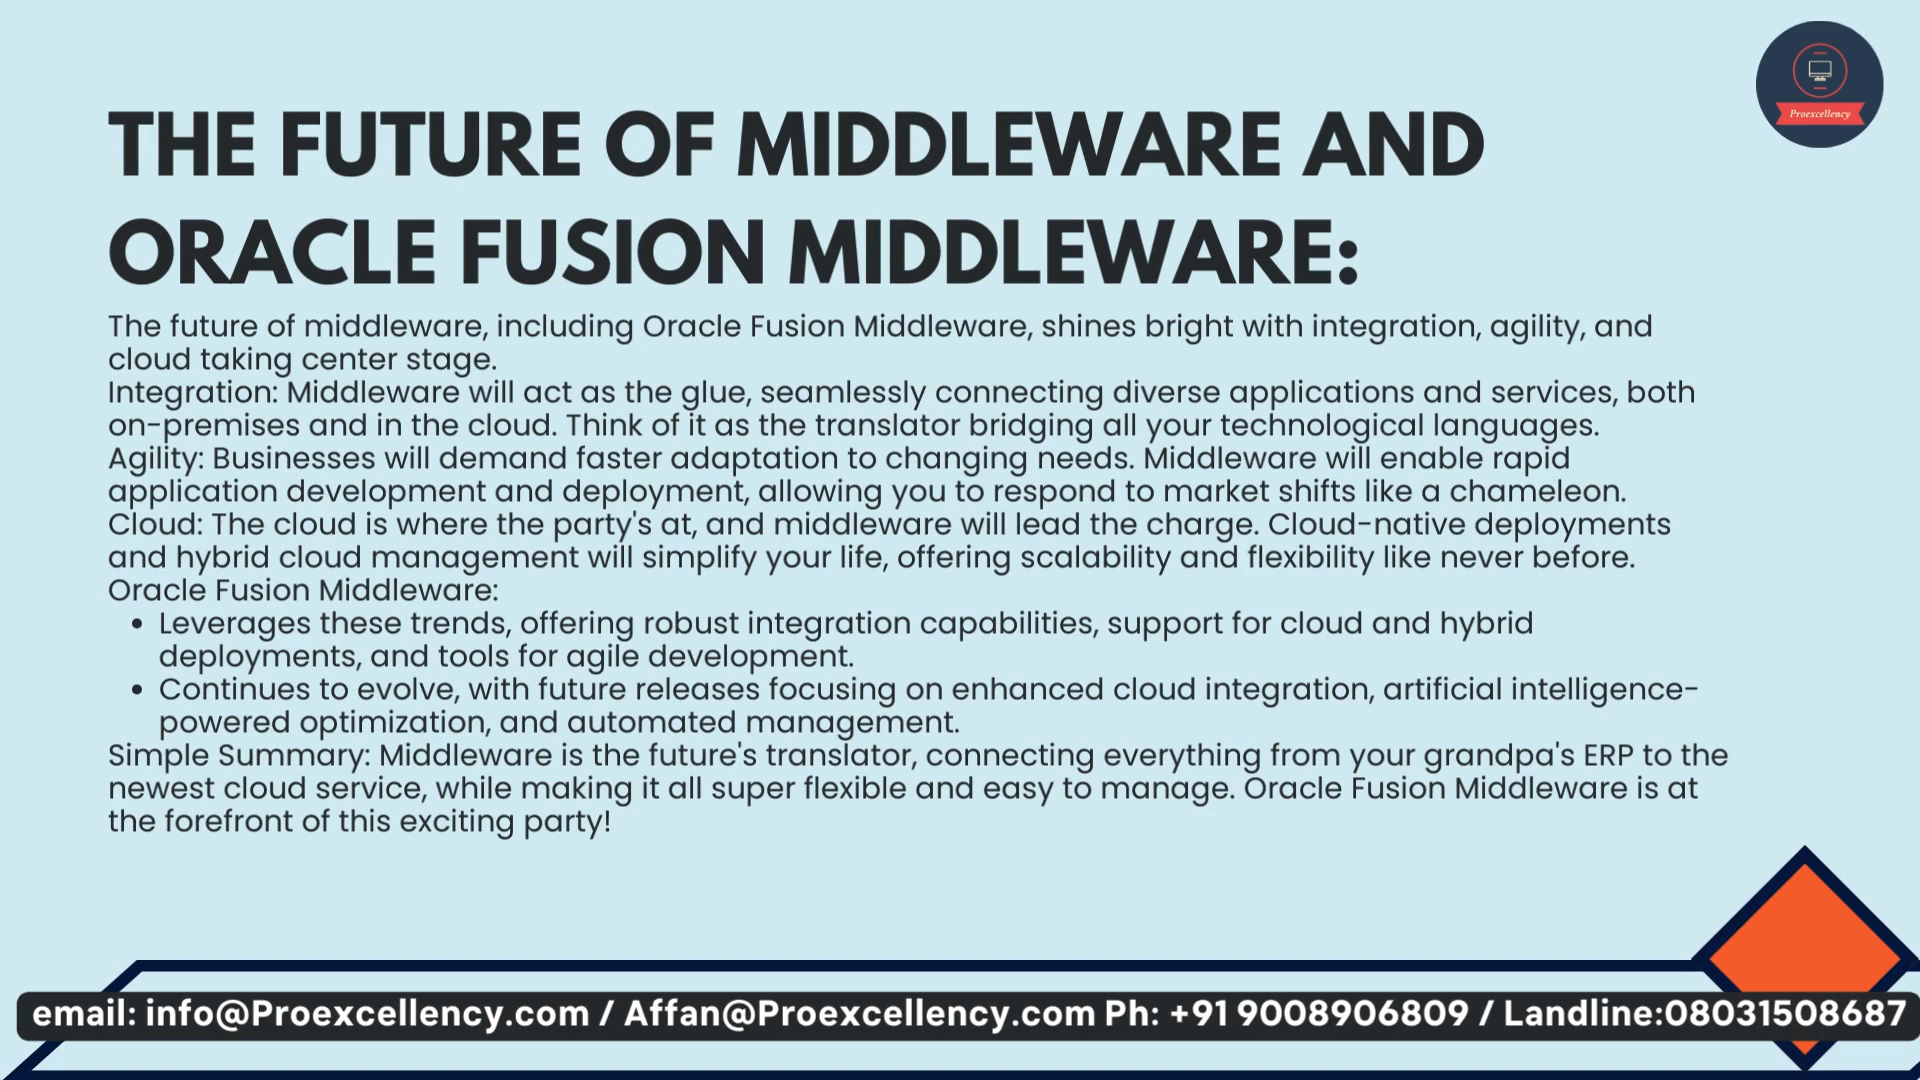 Proexcellency
THE FUTURE OF MIDDLEWARE AND
ORACLE FUSION MIDDLEWARE:
The future of middleware, including Oracle Fusion Middleware, shines bright with integration, agility, and
cloud taking center stage.
Integration: Middleware will act as the glue, seamlessly connecting diverse applications and services, both
on-premises and in the cloud. Think of it as the translator bridging all your technological languages.
Agility: Businesses will demand faster adaptation to changing needs. Middleware will enable rapid
application development and deployment, allowing you to respond to market shifts like a chameleon.
Cloud: The cloud is where the party's at, and middleware will lead the charge. Cloud-native deployments
and hybrid cloud management will simplify your life, offering scalability and flexibility like never before.
Oracle Fusion Middleware:
• Leverages these trends, offering robust integration capabilities, support for cloud and hybrid
deployments, and tools for agile development.
• Continues to evolve, with future releases focusing on enhanced cloud integration, artificial intelligence-
powered optimization, and automated management.
Simple Summary: Middleware is the future's translator, connecting everything from your grandpa's ERP to the
newest cloud service, while making it all super flexible and easy to manage. Oracle Fusion Middleware is at
the forefront of this exciting party!
email: info@Proexcellency.com / Affan@Proexcellency.com Ph: +91 9008906809 / Landline:08031508687